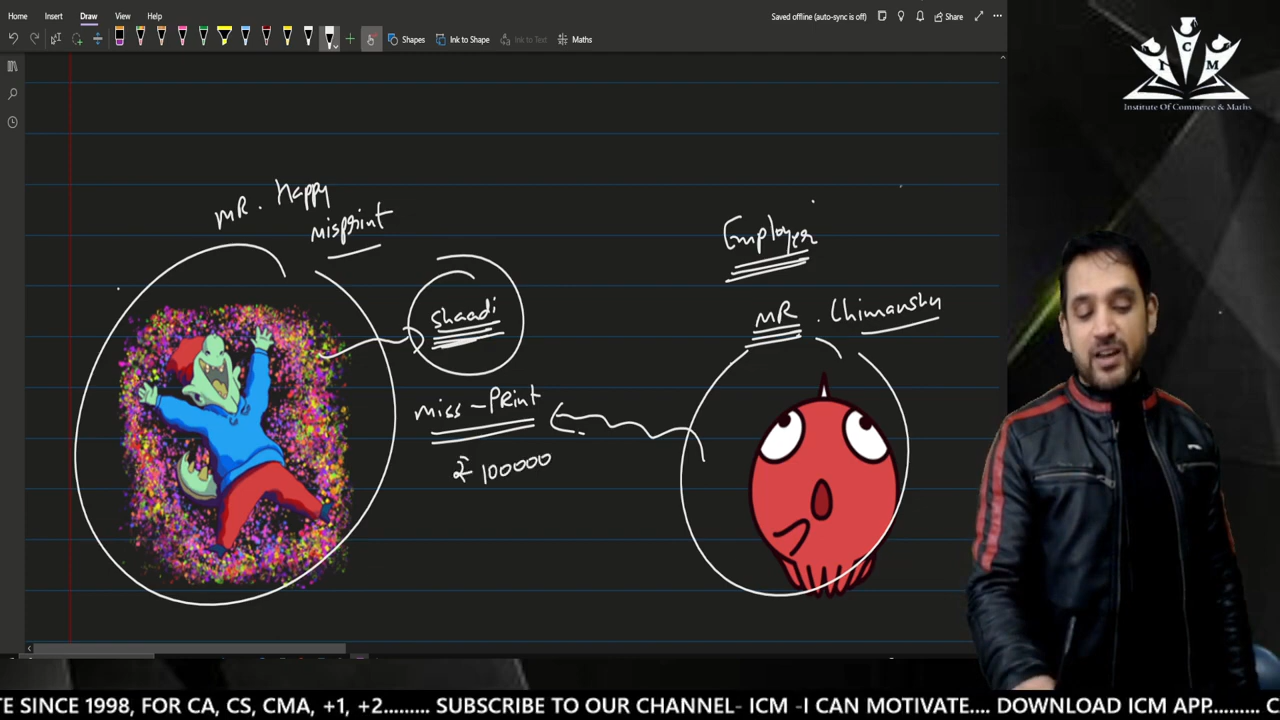 Home Insert Draw View Help
Saved offline (auto-sync is off) Share
Shapes Ink to Shape Ink to Text Maths
I C M
Institute Of Commerce & Maths
MR. Happy
misprint
Employer
Shaadi
MR. Chimanshu
miss-Print
₹ 100000
TE SINCE 1998, FOR CA, CS, CMA, +1, +2......... SUBSCRIBE TO OUR CHANNEL- ICM -I CAN MOTIVATE.... DOWNLOAD ICM APP......... C